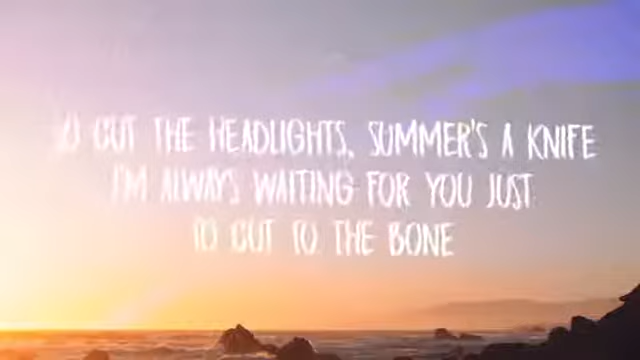 SO CUT THE HEADLIGHTS, SUMMER'S A KNIFE
I'M ALWAYS WAITING FOR YOU JUST
TO CUT TO THE BONE